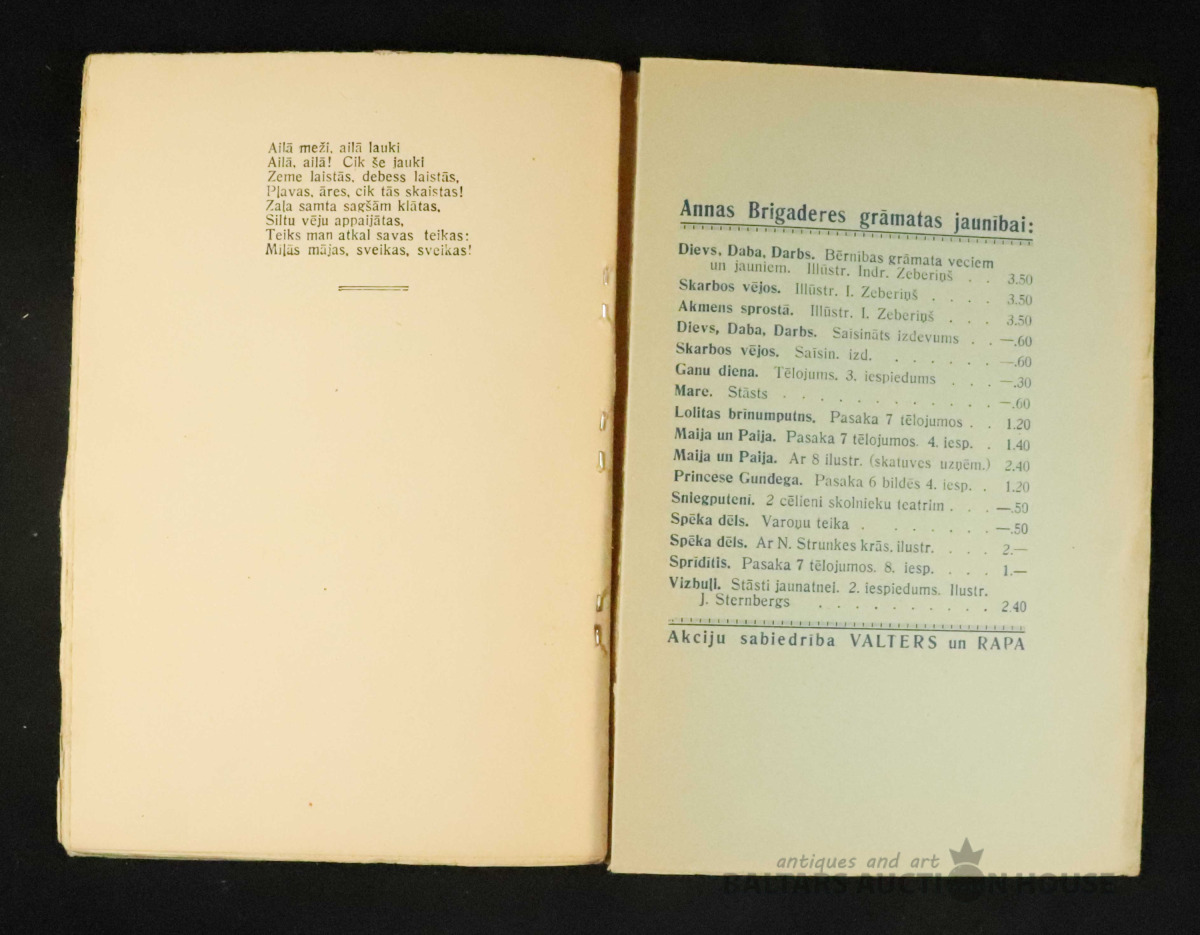 Ailā meži, ailā lauki
Ailā, ailā! Cik še jauki
Zeme laistās, debess laistās,
Pļavas, āres, cik tās skaistas!
Zaļa samta sagšām klātas,
Siltu vēju appaijātas,
Teiks man atkal savas teikas:
Mīļās mājas, sveikas, sveikas!
Annas Brigaderes grāmatas jaunībai:
Dievs, Daba, Darbs. Bērnības grāmata veciem
un jauniem. Illūstr. Indr. Zeberiņš . . 3.50
Skarbos vējos. Illūstr. I. Zeberiņš . . . . 3.50
Akmens sprostā. Illūstr. I. Zeberiņš . . . 3.50
Dievs, Daba, Darbs. Saīsināts izdevums . . —.60
Skarbos vējos. Saīsin. izd. . . . . . . —.60
Ganu diena. Tēlojums. 3. iespiedums . . . —.30
Mare. Stāsts . . . . . . . . . . . —.60
Lolitas brīnumputns. Pasaka 7 tēlojumos . . 1.20
Maija un Paija. Pasaka 7 tēlojumos. 4. iesp. . 1.40
Maija un Paija. Ar 8 ilustr. (skatuves uzņēm.) 2.40
Princese Gundega. Pasaka 6 bildēs 4. iesp. . 1.20
Sniegputeņi. 2 cēlieni skolnieku teātrim . . . —.50
Spēka dēls. Varoņu teika . . . . . . . —.50
Spēka dēls. Ar N. Strunkes krās. ilustr. . . . 2.—
Sprīdītis. Pasaka 7 tēlojumos. 8. iesp. . . . 1.—
Vizbuļi. Stāsti jaunatnei. 2. iespiedums. Ilustr.
J. Sternbergs . . . . . . . . . . 2.40
Akciju sabiedrība VALTERS un RAPA
antiques and art
BALTARS AUCTION HOUSE